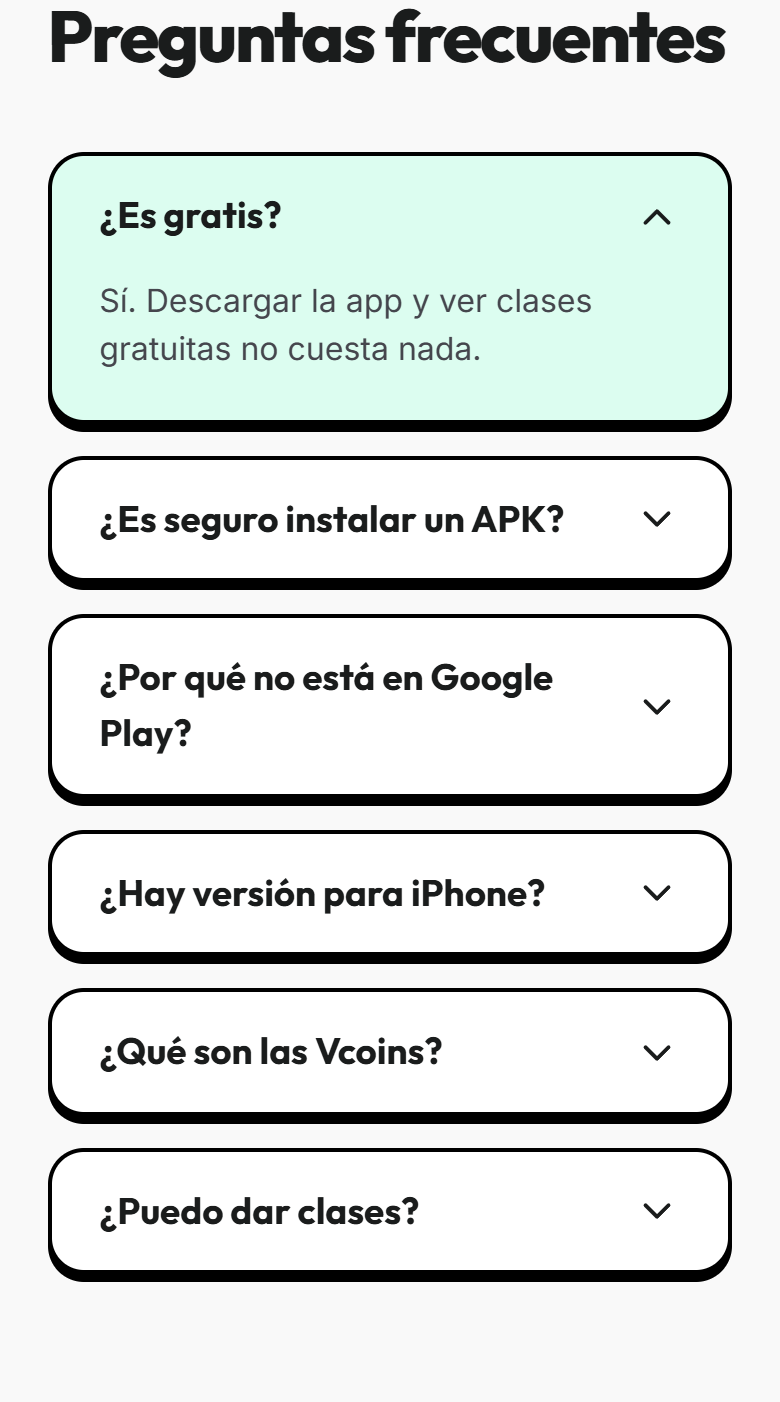 Preguntas frecuentes
¿Es gratis?
Sí. Descargar la app y ver clases
gratuitas no cuesta nada.
¿Es seguro instalar un APK?
¿Por qué no está en Google
Play?
¿Hay versión para iPhone?
¿Qué son las Vcoins?
¿Puedo dar clases?